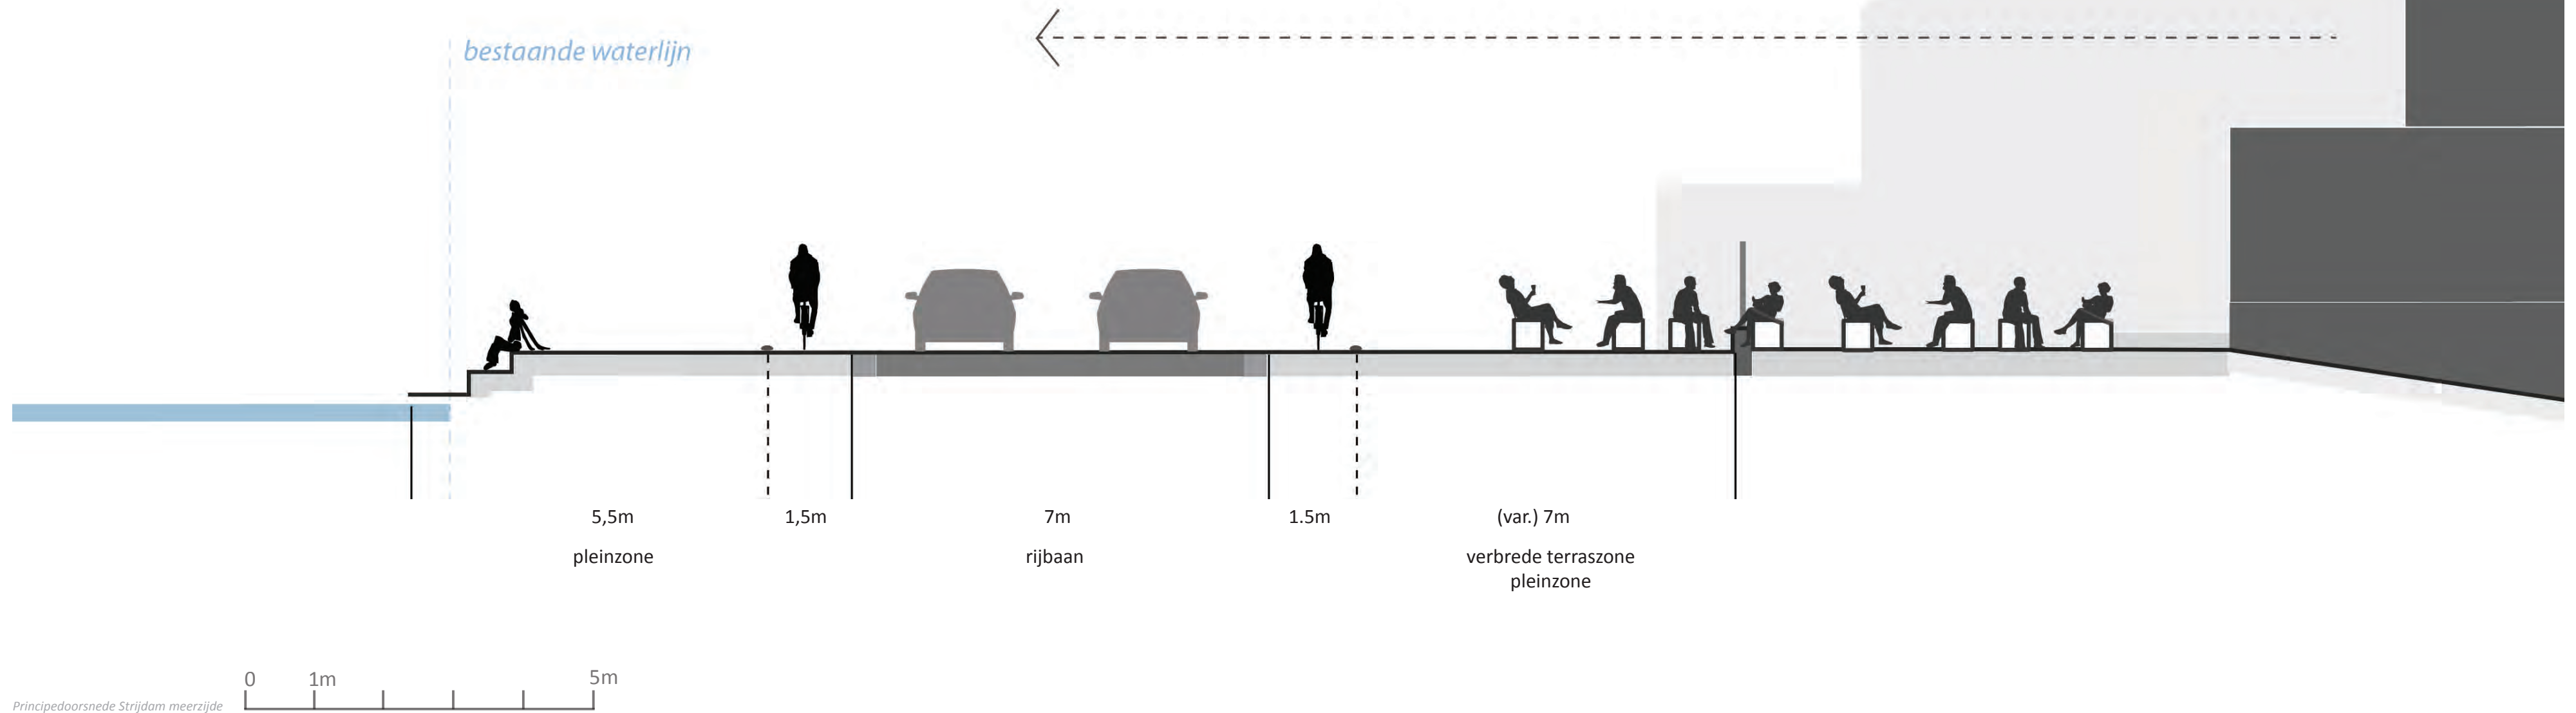 bestaande waterlijn
5,5m 1,5m 7m 1.5m (var.) 7m
pleinzone rijbaan verbrede terraszone
pleinzone
0 1m 5m
Principedoorsnede Strijdam meerzijde